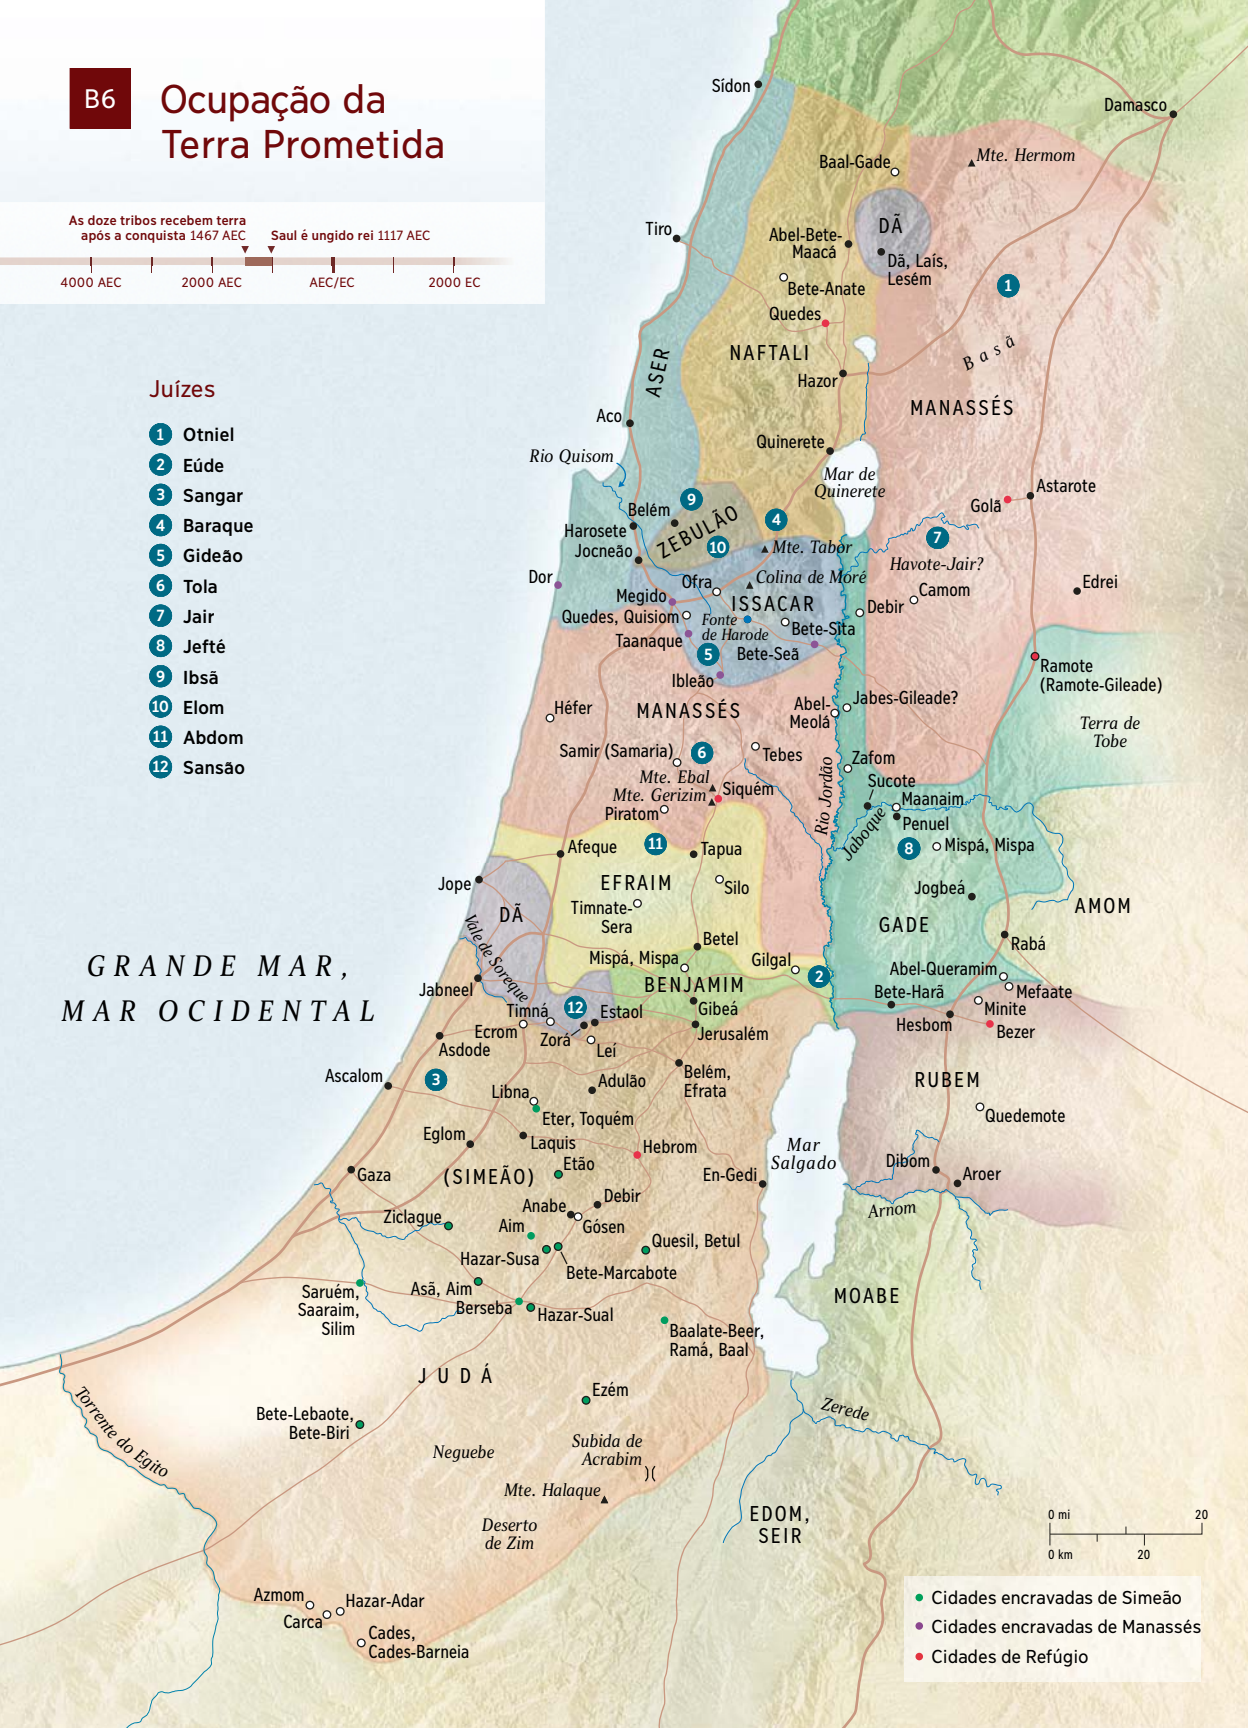 B6
Ocupação da
Terra Prometida
As doze tribos recebem terra
após a conquista 1467 AEC
Saul é ungido rei 1117 AEC
4000 AEC
2000 AEC
AEC/EC
2000 EC
Juízes
1 Otniel
2 Eúde
3 Sangar
4 Baraque
5 Gideão
6 Tola
7 Jair
8 Jefté
9 Ibsã
10 Elom
11 Abdom
12 Sansão
Sídon
Damasco
Baal-Gade
Mte. Hermom
DÃ
Tiro
Abel-Bete-
Maacá
Dã, Laís,
Lesém
Bete-Anate
1
Quedes
NAFTALI
Basã
ASER
Hazor
MANASSÉS
Aco
Quinerete
Rio Quisom
Mar de
Quinerete
Astarote
Golã
9
Belém
ZEBULÃO
4
Harosete
Jocneão
10
Mte. Tabor
7
Havote-Jair?
Dor
Ofra
Colina de Moré
Edrei
Camom
Megido
ISSACAR
Debir
Quedes, Quisiom
Fonte
de Harode
Bete-Sita
Taanaque
5
Bete-Seã
Ibleão
Ramote
(Ramote-Gileade)
Héfer
MANASSÉS
Abel-
Meolá
Jabes-Gileade?
Terra de
Tobe
Samir (Samaria)
6
Tebes
Zafom
Mte. Ebal
Mte. Gerizim
Siquém
Rio Jordão
Sucote
Maanaim
Piratom
Penuel
Jaboque
8
Mispá, Mispa
Afeque
11
Tapua
Jope
EFRAIM
Silo
Jogbeá
Timnate-
Sera
AMOM
DÃ
GADE
Vale de Soreque
Betel
Rabá
Mispá, Mispa
Gilgal
2
Abel-Queramim
GRANDE MAR,
MAR OCIDENTAL
Jabneel
BENJAMIM
Bete-Harã
Mefaate
Timná
12
Estaol
Gibeá
Minite
Ecrom
Zorá
Jerusalém
Hesbom
Bezer
Asdode
Leí
Ascalom
3
Adulão
Belém,
Efrata
RUBEM
Libna
Eter, Toquém
Quedemote
Eglom
Laquis
Hebrom
Mar
Salgado
Gaza
(SIMEÃO)
Etão
En-Gedi
Dibom
Aroer
Debir
Anabe
Gósen
Arnom
Ziclague
Aim
Quesil, Betul
Hazar-Susa
Bete-Marcabote
Saruém,
Saaraim,
Silim
Asã, Aim
MOABE
Berseba
Hazar-Sual
Baalate-Beer,
Ramá, Baal
JUDÁ
Ezém
Zerede
Torrente do Egito
Bete-Lebaote,
Bete-Biri
Neguebe
Subida de
Acrabim
Mte. Halaque
Deserto
de Zim
EDOM,
SEIR
0 mi
20
0 km
20
Azmom
Hazar-Adar
Carca
Cades,
Cades-Barneia
Cidades encravadas de Simeão
Cidades encravadas de Manassés
Cidades de Refúgio